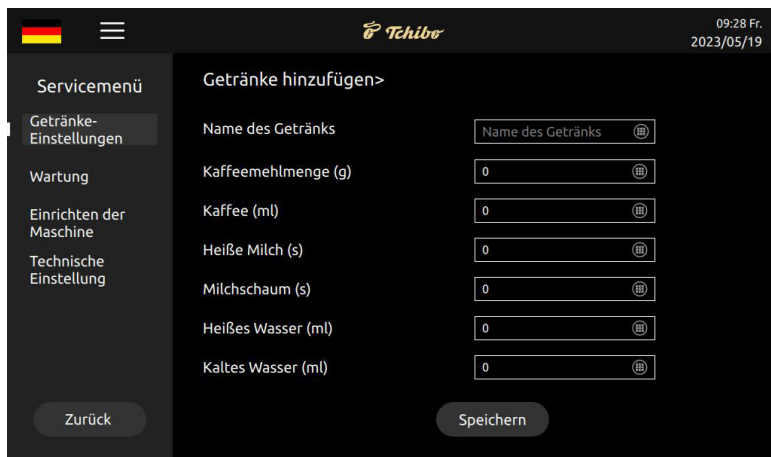 Tchibo
09:28 Fr.
2023/05/19
Servicemenü
Getränke-
Einstellungen
Wartung
Einrichten der
Maschine
Technische
Einstellung
Zurück
Getränke hinzufügen>
Name des Getränks Name des Getränks
Kaffeemehlmenge (g) 0
Kaffee (ml) 0
Heiße Milch (s) 0
Milchschaum (s) 0
Heißes Wasser (ml) 0
Kaltes Wasser (ml) 0
Speichern